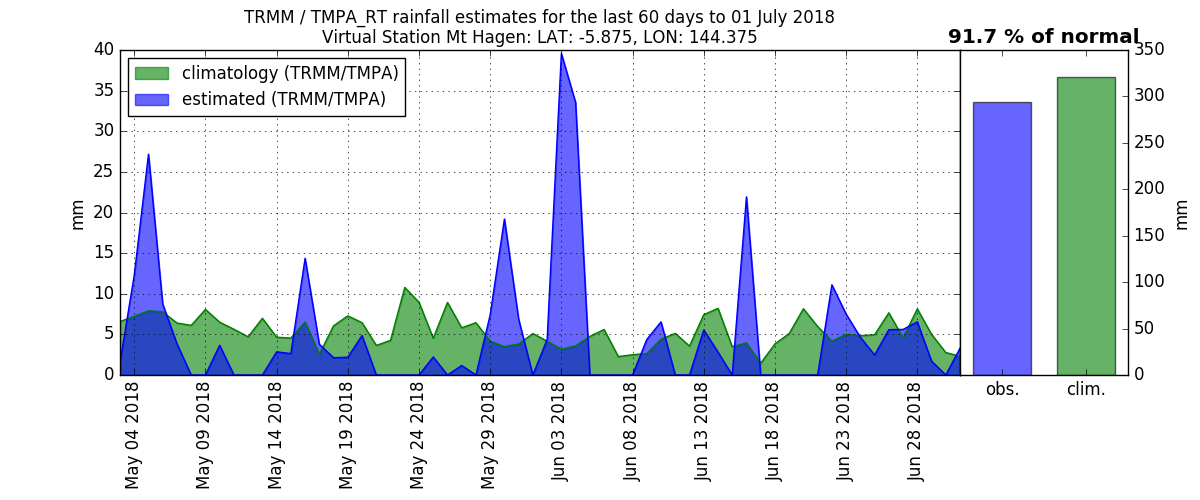 TRMM / TMPA_RT rainfall estimates for the last 60 days to 01 July 2018
Virtual Station Mt Hagen: LAT: -5.875, LON: 144.375
91.7 % of normal
climatology (TRMM/TMPA)
estimated (TRMM/TMPA)
40
35
30
25
20
15
10
5
0
mm
350
300
250
200
150
100
50
0
mm
May 04 2018
May 09 2018
May 14 2018
May 19 2018
May 24 2018
May 29 2018
Jun 03 2018
Jun 08 2018
Jun 13 2018
Jun 18 2018
Jun 23 2018
Jun 28 2018
obs.
clim.